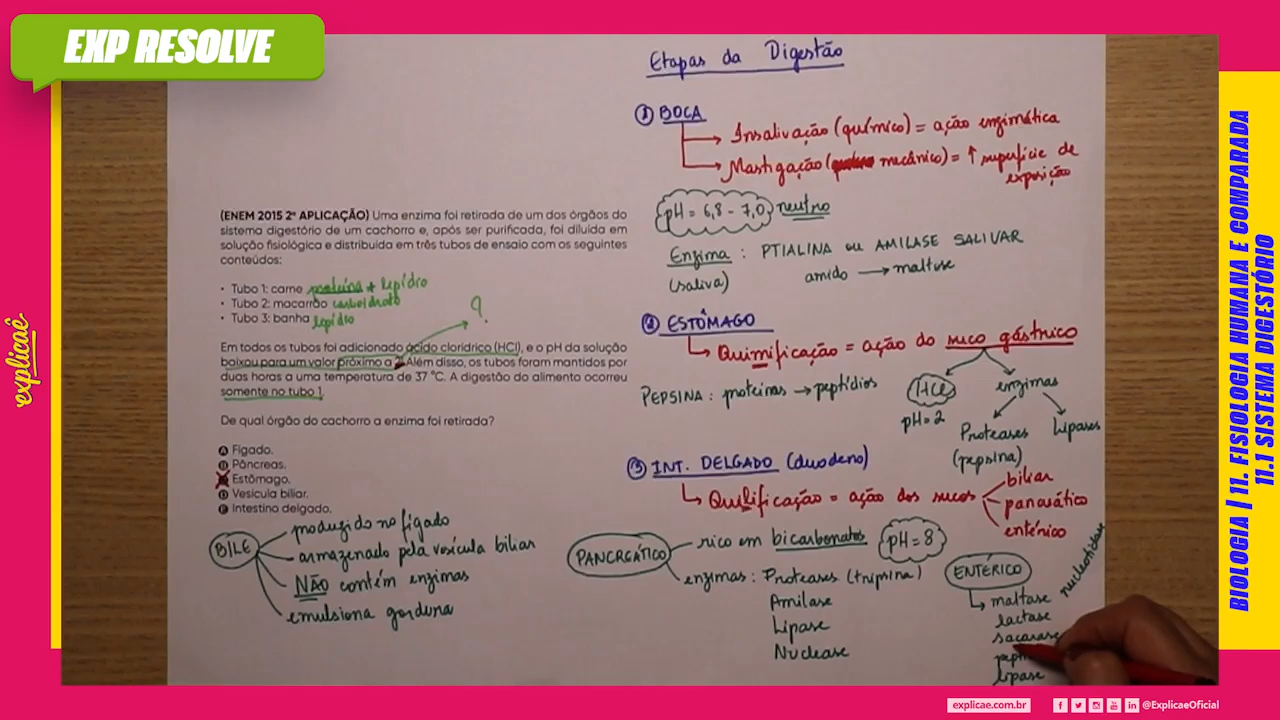 EXP RESOLVE
explicaê
(ENEM 2015 2ª APLICAÇÃO) Uma enzima foi retirada de um dos órgãos do
sistema digestório de um cachorro e, após ser purificada, foi diluída em
solução fisiológica e distribuída em três tubos de ensaio com os seguintes
conteúdos:
• Tubo 1: carne proteína + lepídeo
• Tubo 2: macarrão carboidrato
• Tubo 3: banha lepídeo
?
Em todos os tubos foi adicionado ácido clorídrico (HCl), e o pH da solução
baixou para um valor próximo a 2. Além disso, os tubos foram mantidos por
duas horas a uma temperatura de 37 °C. A digestão do alimento ocorreu
somente no tubo 1.
De qual órgão do cachorro a enzima foi retirada?
A Fígado.
B Pâncreas.
Estômago.
D Vesícula biliar.
E Intestino delgado.
BÍLE
produzido no fígado
armazenado pela vesícula biliar
NÃO contém enzimas
emulsiona gordura
Etapas da Digestão
① BOCA
Insalivação (químico) = ação enzimática
Mastigação (mecânico) = ↑ superfície de
exposição
pH = 6,8 - 7,0 neutro
Enzima : PTIALINA ou AMILASE SALIVAR
(saliva) amido → maltose
② ESTÔMAGO
Quimificação = ação do suco gástrico
PEPSINA : proteínas → peptídios
HCl
enzimas
pH=2
Proteases Lipases
(pepsina)
③ INT. DELGADO (duodeno)
Quilificação = ação dos sucos
biliar
pancreático
entérico
PANCREÁTICO
rico em bicarbonatos pH = 8
enzimas : Proteases (tripsina)
Amilase
Lipase
Nuclease
ENTÉRICO
maltase
lactase
sacarase
lipase
nucleotidase
BIOLOGIA | 11. FISIOLOGIA HUMANA E COMPARADA
11.1 SISTEMA DIGESTÓRIO
explicae.com.br
@ExplicaeOficial